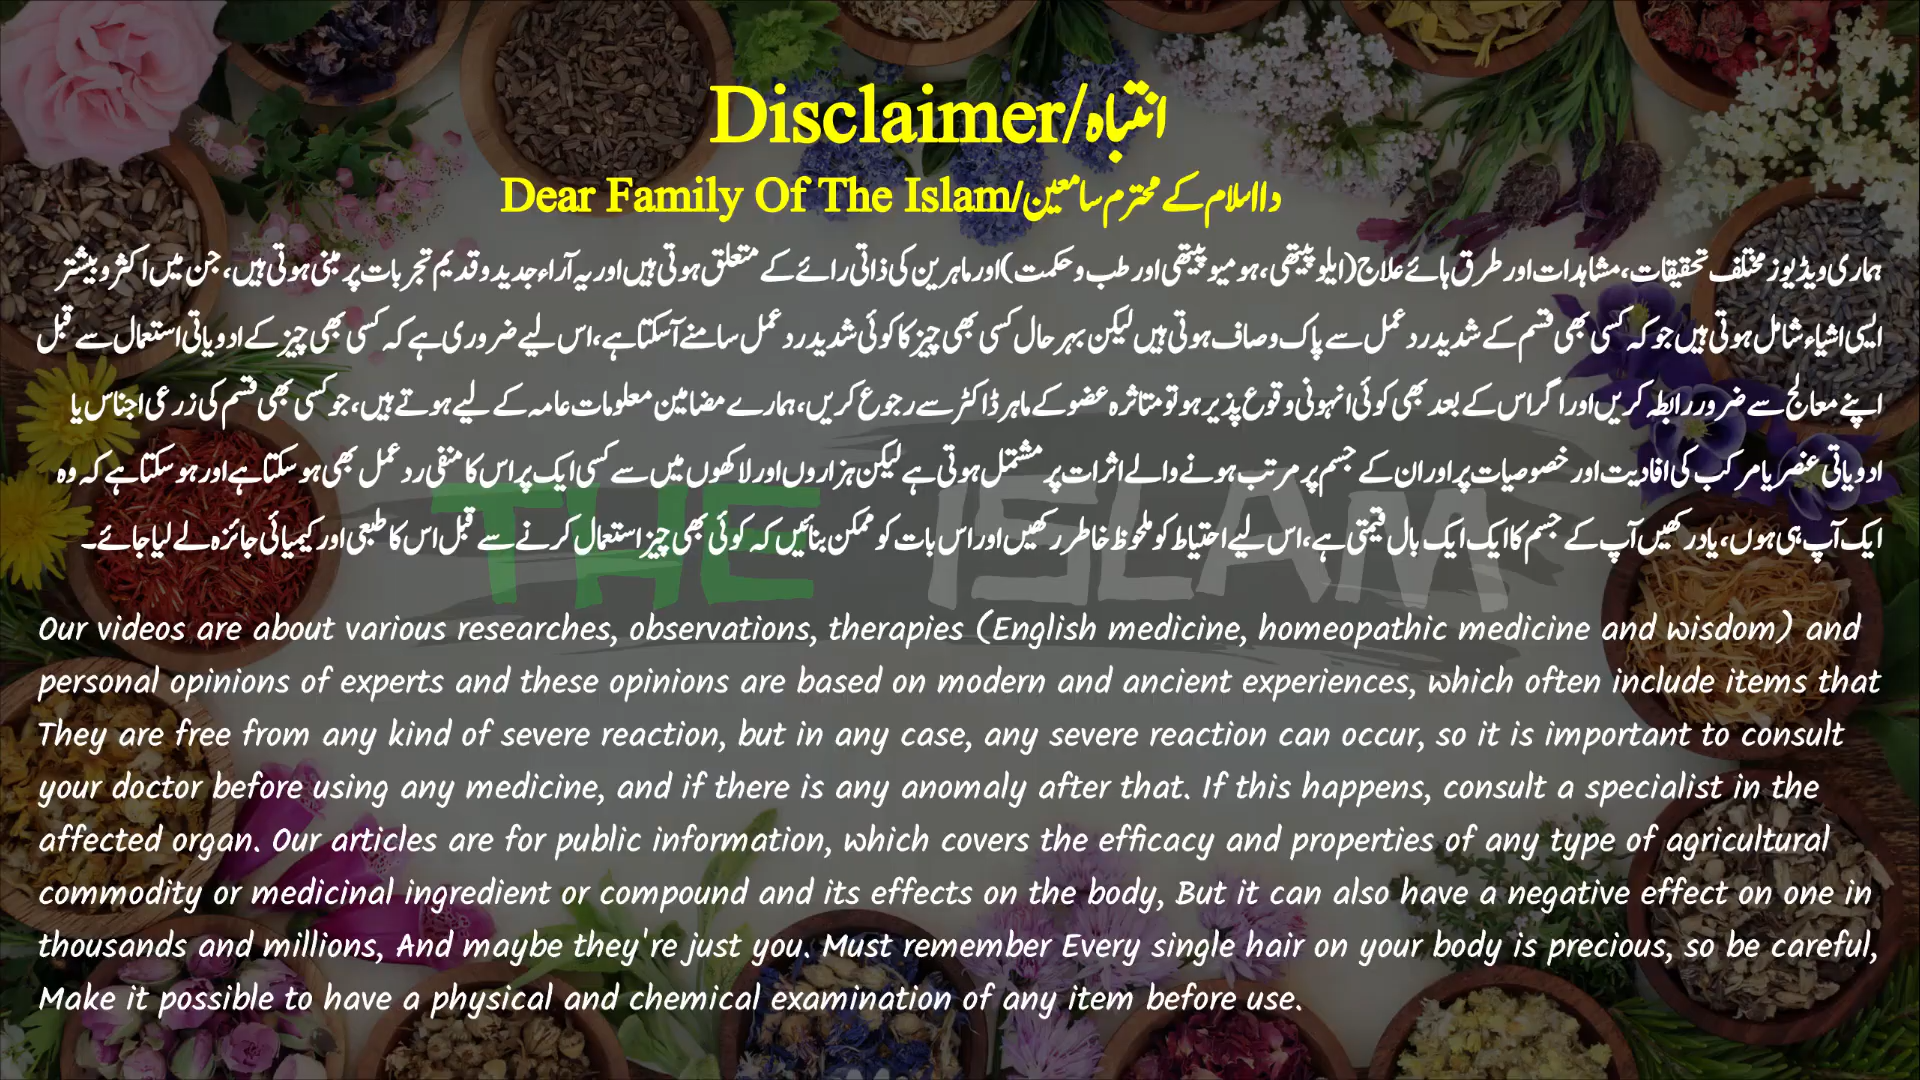 Disclaimer/انتباہ
Dear Family Of The Islam/دا اسلام کے محترم سامعین
ہماری ویڈیوز مختلف تحقیقات، مشاہدات اور طرق ہائے علاج (ایلوپیتھی، ہومیوپیتھی اور طب و حکمت) اور ماہرین کی ذاتی رائے کے متعلق ہوتی ہیں اور یہ آراء جدید و قدیم تجربات پر مبنی ہوتی ہیں، جن میں اکثر و بیشتر
ایسی اشیاء شامل ہوتی ہیں جو کہ کسی بھی قسم کے شدید رد عمل سے پاک و صاف ہوتی ہیں لیکن بہر حال کسی بھی چیز کا کوئی شدید رد عمل سامنے آسکتا ہے، اس لیے ضروری ہے کہ کسی بھی چیز کے ادویاتی استعمال سے قبل
اپنے معالج سے ضرور رابطہ کریں اور اگر اس کے بعد بھی کوئی انہونی وقوع پذیر ہو تو متاثرہ عضو کے ماہر ڈاکٹر سے رجوع کریں، ہمارے مضامین معلومات عامہ کے لیے ہوتے ہیں، جو کسی بھی قسم کی زرعی اجناس یا
ادویاتی عنصر یا مرکب کی افادیت اور خصوصیات پر اور ان کے جسم پر مرتب ہونے والے اثرات پر مشتمل ہوتی ہے لیکن ہزاروں اور لاکھوں میں سے کسی ایک پر اس کا منفی رد عمل بھی ہو سکتا ہے اور ہو سکتا ہے کہ وہ
ایک آپ ہی ہوں، یاد رکھیں آپ کے جسم کا ایک ایک بال قیمتی ہے، اس لیے احتیاط کو ملحوظ خاطر رکھیں اور اس بات کو ممکن بنائیں کہ کوئی بھی چیز استعمال کرنے سے قبل اس کا طبعی اور کیمیائی جائزہ لے لیا جائے۔
THE ISLAM
Our videos are about various researches, observations, therapies (English medicine, homeopathic medicine and wisdom) and
personal opinions of experts and these opinions are based on modern and ancient experiences, which often include items that
They are free from any kind of severe reaction, but in any case, any severe reaction can occur, so it is important to consult
your doctor before using any medicine, and if there is any anomaly after that. If this happens, consult a specialist in the
affected organ. Our articles are for public information, which covers the efficacy and properties of any type of agricultural
commodity or medicinal ingredient or compound and its effects on the body, But it can also have a negative effect on one in
thousands and millions, And maybe they're just you. Must remember Every single hair on your body is precious, so be careful,
Make it possible to have a physical and chemical examination of any item before use.